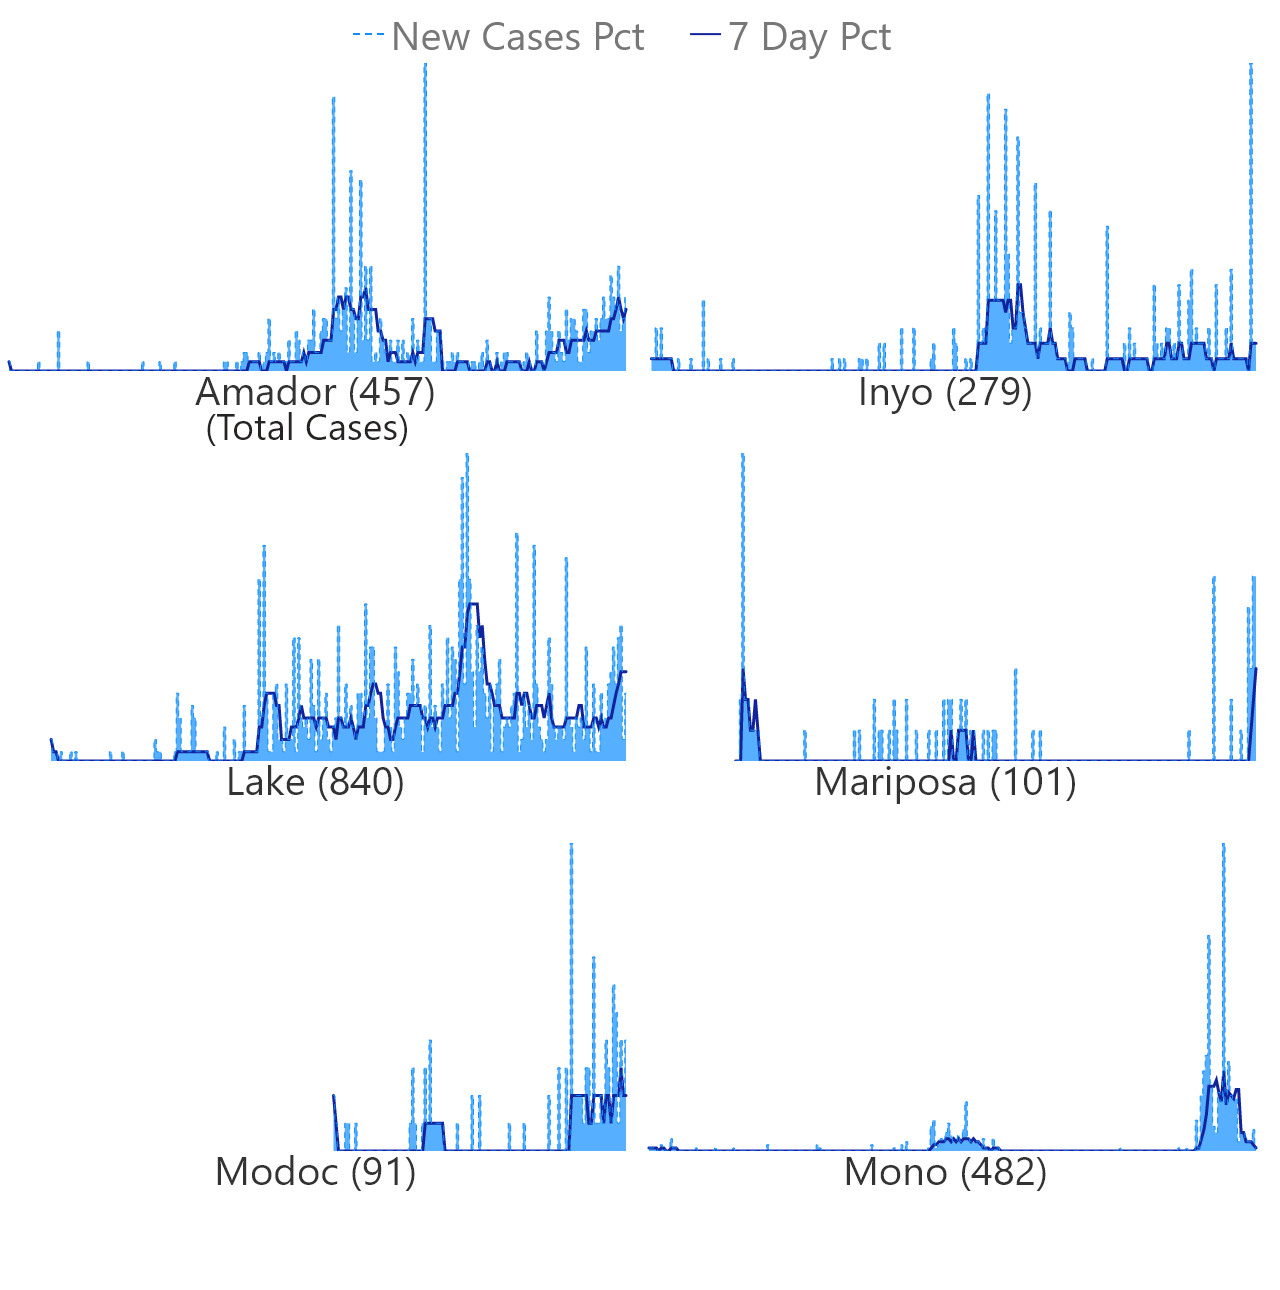 New Cases Pct 7 Day Pct
Amador (457) Inyo (279)
(Total Cases)
Lake (840) Mariposa (101)
Modoc (91) Mono (482)